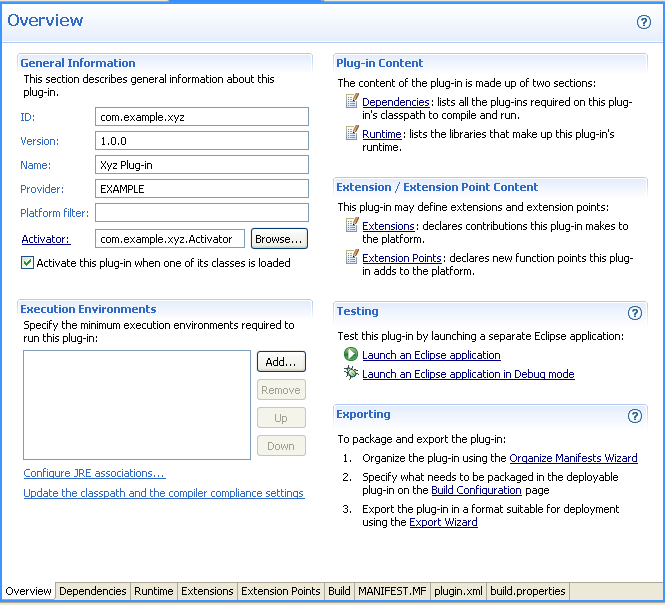 Overview
General Information
This section describes general information about this
plug-in.
ID:
com.example.xyz
Version:
1.0.0
Name:
Xyz Plug-in
Provider:
EXAMPLE
Platform filter:
Activator:
com.example.xyz.Activator
Browse...
Activate this plug-in when one of its classes is loaded
Execution Environments
Specify the minimum execution environments required to
run this plug-in:
Add...
Remove
Up
Down
Configure JRE associations...
Update the classpath and the compiler compliance settings
Plug-in Content
The content of the plug-in is made up of two sections:
Dependencies: lists all the plug-ins required on this plug-
in's classpath to compile and run.
Runtime: lists the libraries that make up this plug-in's
runtime.
Extension / Extension Point Content
This plug-in may define extensions and extension points:
Extensions: declares contributions this plug-in makes to
the platform.
Extension Points: declares new function points this plug-
in adds to the platform.
Testing
Test this plug-in by launching a separate Eclipse application:
Launch an Eclipse application
Launch an Eclipse application in Debug mode
Exporting
To package and export the plug-in:
1. Organize the plug-in using the Organize Manifests Wizard
2. Specify what needs to be packaged in the deployable
plug-in on the Build Configuration page
3. Export the plug-in in a format suitable for deployment
using the Export Wizard
Overview Dependencies Runtime Extensions Extension Points Build MANIFEST.MF plugin.xml build.properties